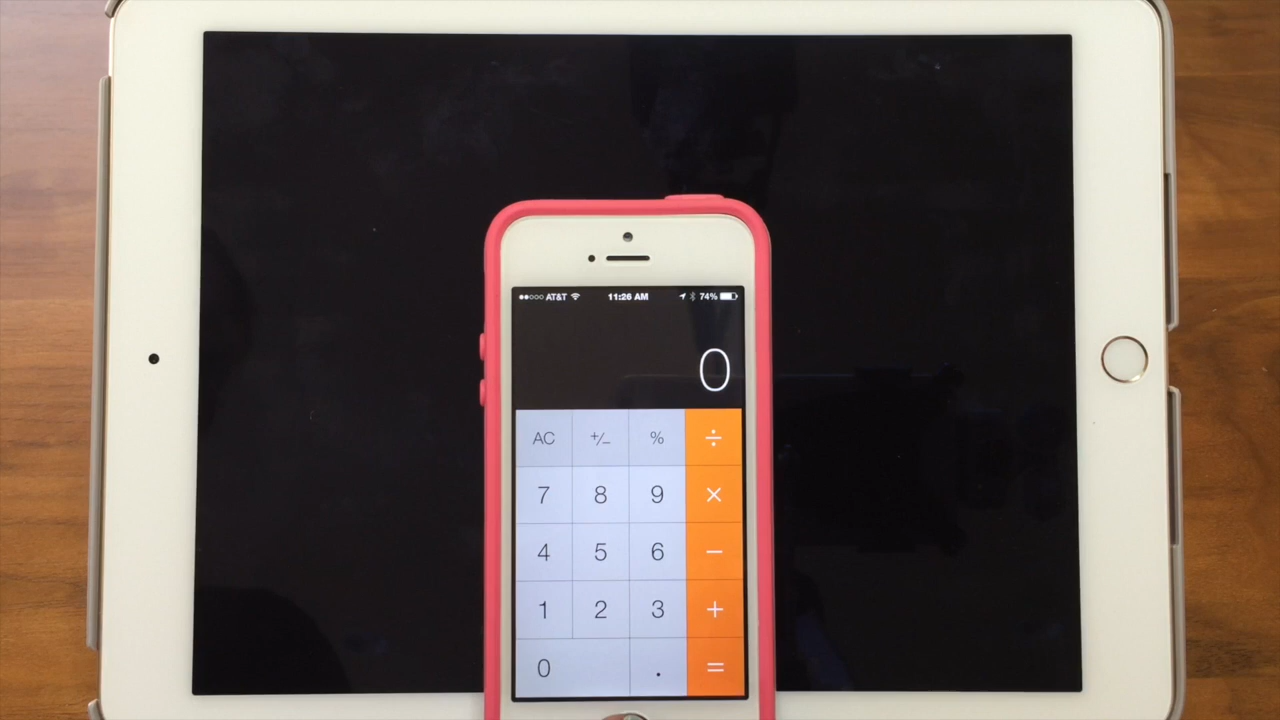 ●●○○○ AT&T 11:26 AM 74%
0
AC +/− % ÷
7 8 9 ×
4 5 6 −
1 2 3 +
0 . =